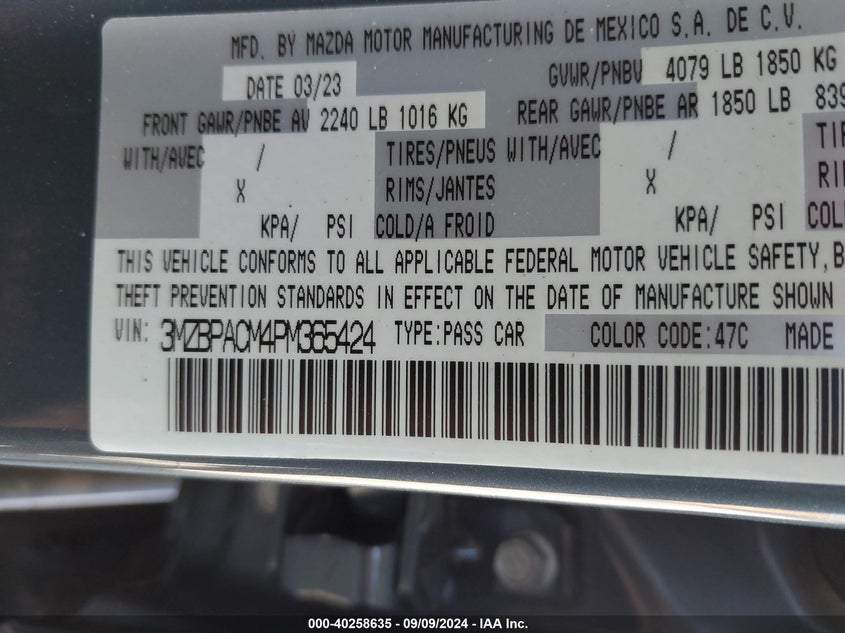 MFD. BY MAZDA MOTOR MANUFACTURING DE MEXICO S.A. DE C.V.
DATE 03/23 GVWR/PNBV 4079 LB 1850 KG
FRONT GAWR/PNBE AV 2240 LB 1016 KG REAR GAWR/PNBE AR 1850 LB 839
WITH/AVEC / TIRES/PNEUS WITH/AVEC /
X RIMS/JANTES X
KPA/ PSI COLD/A FROID KPA/ PSI
THIS VEHICLE CONFORMS TO ALL APPLICABLE FEDERAL MOTOR VEHICLE SAFETY,
THEFT PREVENTION STANDARDS IN EFFECT ON THE DATE OF MANUFACTURE SHOWN
VIN: 3MZBPACM4PM365424 TYPE:PASS CAR COLOR CODE:47C MADE
000-40258635 - 09/09/2024 - IAA Inc.